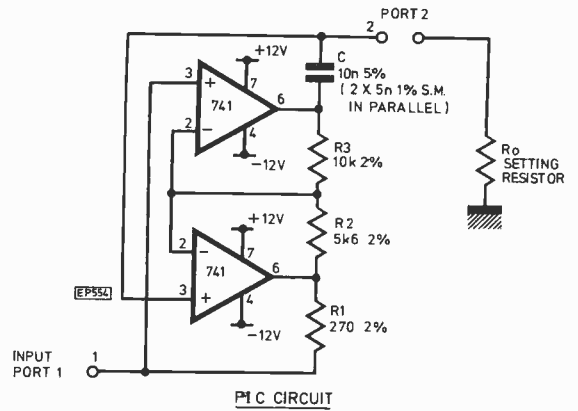 PORT 2
2
+12V
C
10n 5%
(2 X 5n 1% S.M.
IN PARALLEL)
3
+
7
741
6
2
−
4
−12V
R3
10k 2%
Ro
SETTING
RESISTOR
+12V
R2
5k6 2%
2
−
7
741
6
EP554
3
+
4
−12V
R1
270 2%
INPUT
PORT 1
1
PIC CIRCUIT